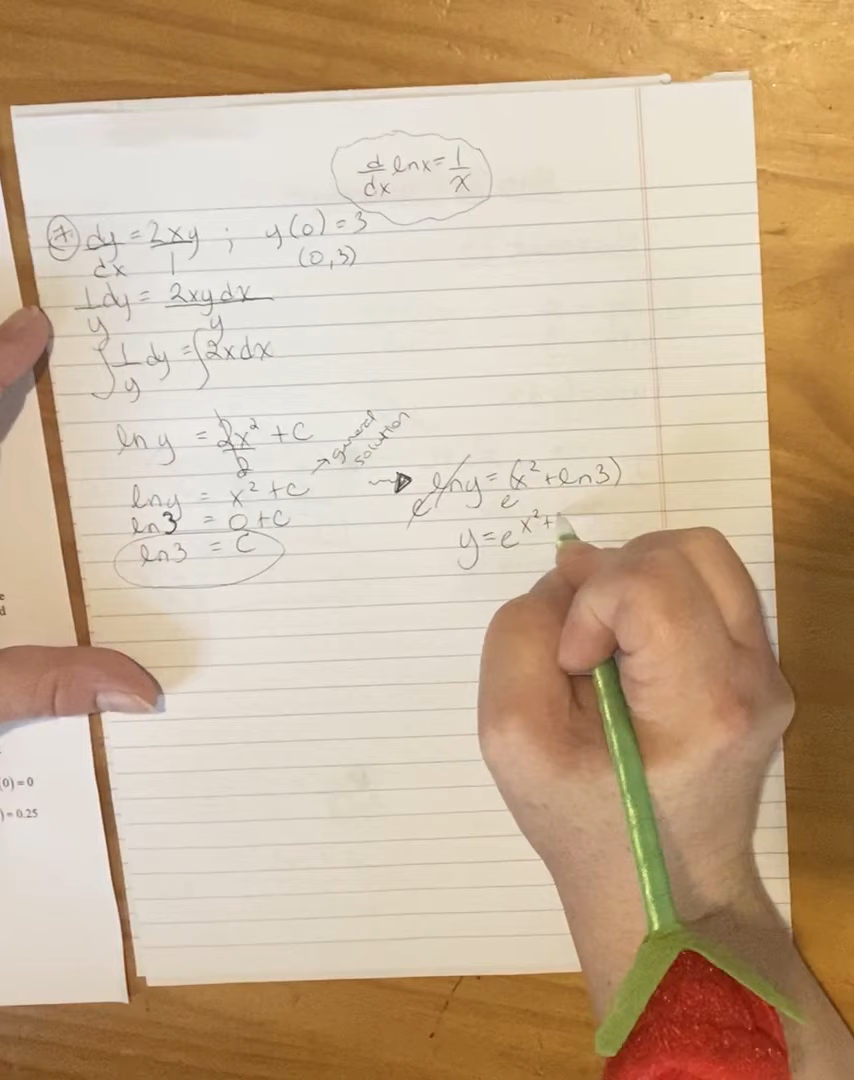 d/dx lnx = 1/x
7. dy/dx = 2xy/1 ; y(0) = 3
(0, 3)
1/y dy = 2xy dx/y
∫ 1/y dy = ∫ 2x dx
ln y = 2x²/2 + C
ln y = x² + C → general solution
ln 3 = 0 + C
ln 3 = C
e^ln y = e^(x² + ln 3)
y = e^x² +
(0) = 0
) = 0.25